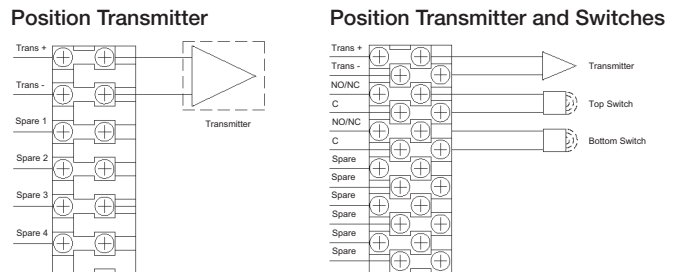 Position Transmitter
Trans +
Trans -
Spare 1
Spare 2
Spare 3
Spare 4
Transmitter
Position Transmitter and Switches
Trans +
Trans -
NO/NC
C
NO/NC
C
Spare
Spare
Spare
Spare
Spare
Spare
Transmitter
Top Switch
Bottom Switch